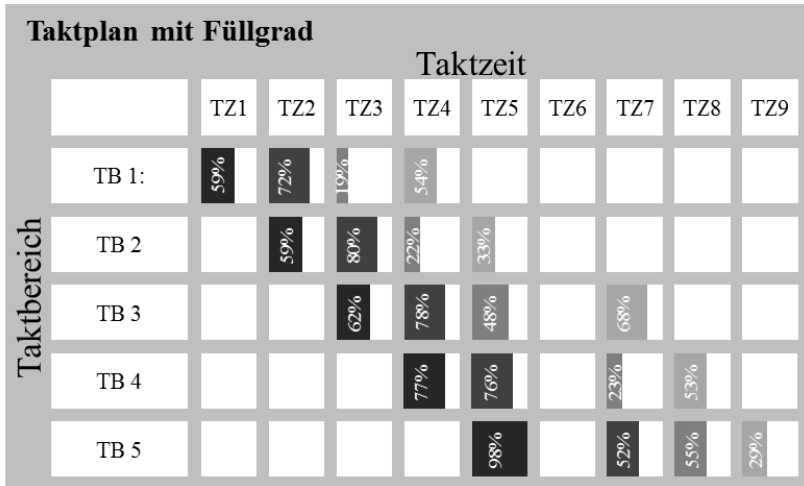 Taktplan mit Füllgrad
Taktzeit
TZ1 TZ2 TZ3 TZ4 TZ5 TZ6 TZ7 TZ8 TZ9
Taktbereich
TB 1: 59% 72% 19% 54%
TB 2 59% 80% 22% 33%
TB 3 62% 78% 48% 68%
TB 4 77% 76% 23% 53%
TB 5 98% 52% 55% 29%